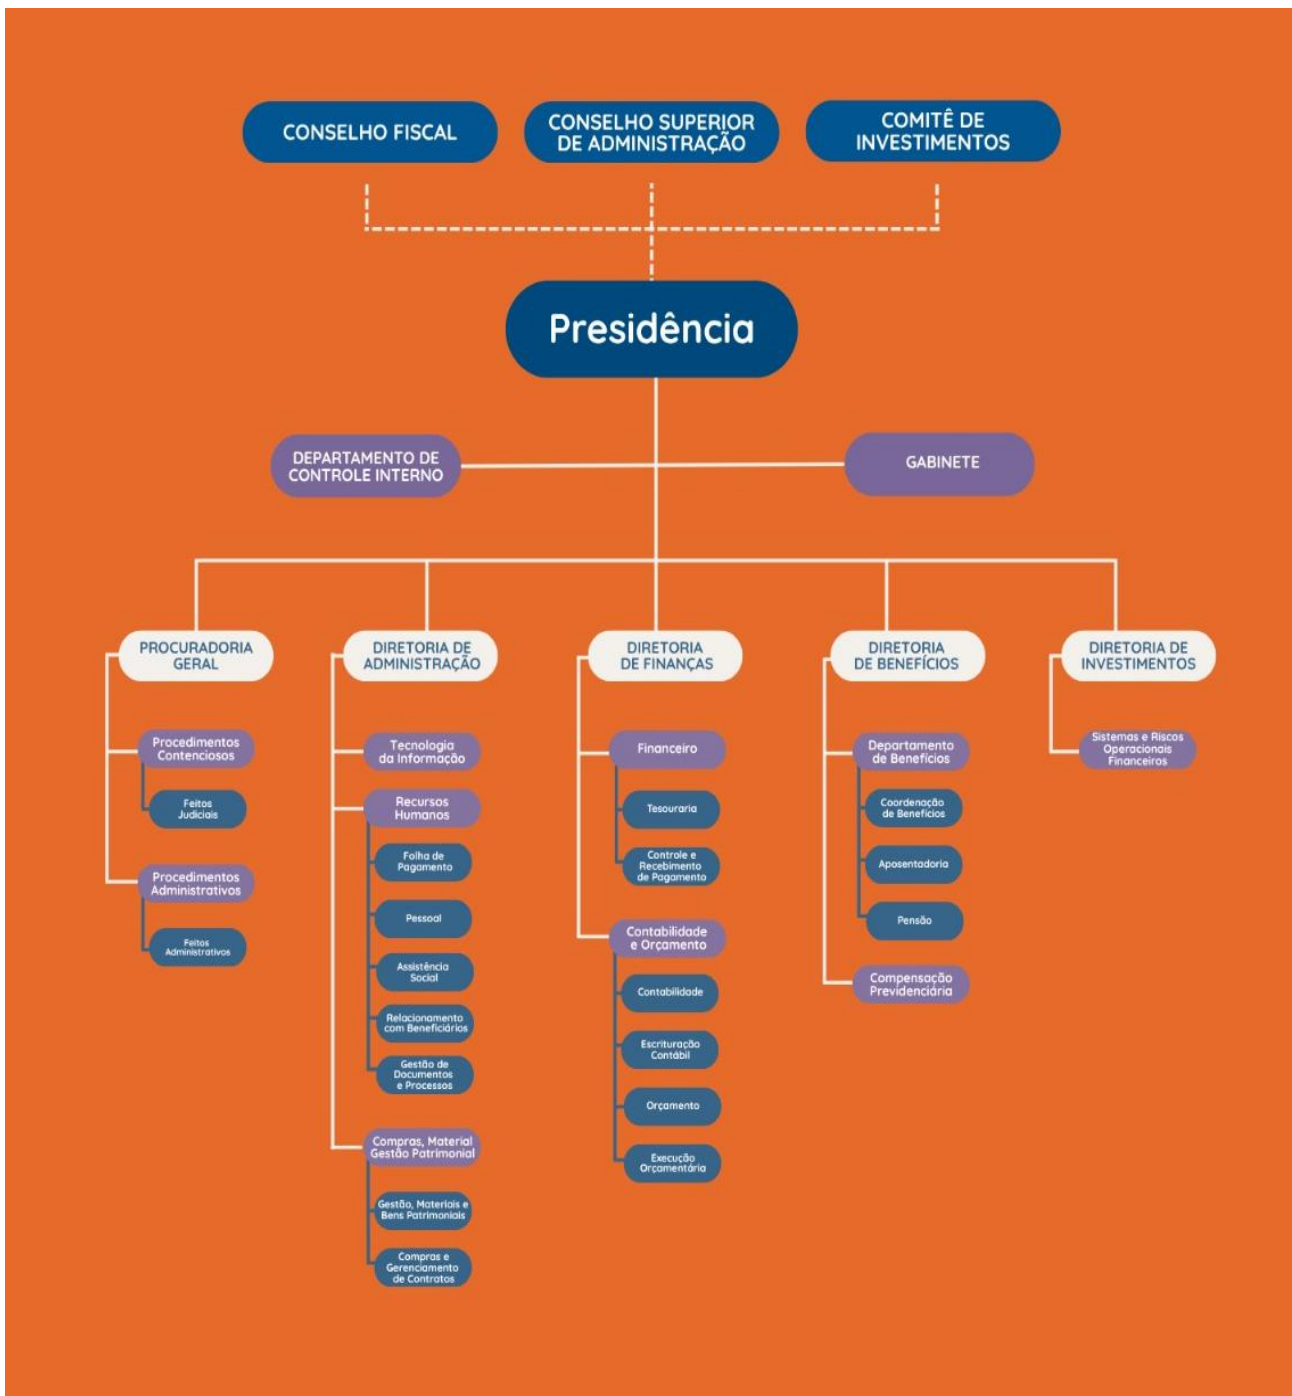 CONSELHO FISCAL
CONSELHO SUPERIOR
DE ADMINISTRAÇÃO
COMITÊ DE
INVESTIMENTOS
Presidência
DEPARTAMENTO DE
CONTROLE INTERNO
GABINETE
PROCURADORIA
GERAL
Procedimentos
Contenciosos
Feitos
Judiciais
Procedimentos
Administrativos
Feitos
Administrativos
DIRETORIA DE
ADMINISTRAÇÃO
Tecnologia
da Informação
Recursos
Humanos
Folha de
Pagamento
Pessoal
Assistência
Social
Relacionamento
com Beneficiários
Gestão de
Documentos
e Processos
Compras, Material
Gestão Patrimonial
Gestão, Materiais e
Bens Patrimoniais
Compras e
Gerenciamento
de Contratos
DIRETORIA
DE FINANÇAS
Financeiro
Tesouraria
Controle e
Recebimento
de Pagamento
Contabilidade
e Orçamento
Contabilidade
Escrituração
Contábil
Orçamento
Execução
Orçamentária
DIRETORIA
DE BENEFÍCIOS
Departamento
de Benefícios
Coordenação
de Benefícios
Aposentadoria
Pensão
Compensação
Previdenciária
DIRETORIA DE
INVESTIMENTOS
Sistemas e Riscos
Operacionais
Financeiros